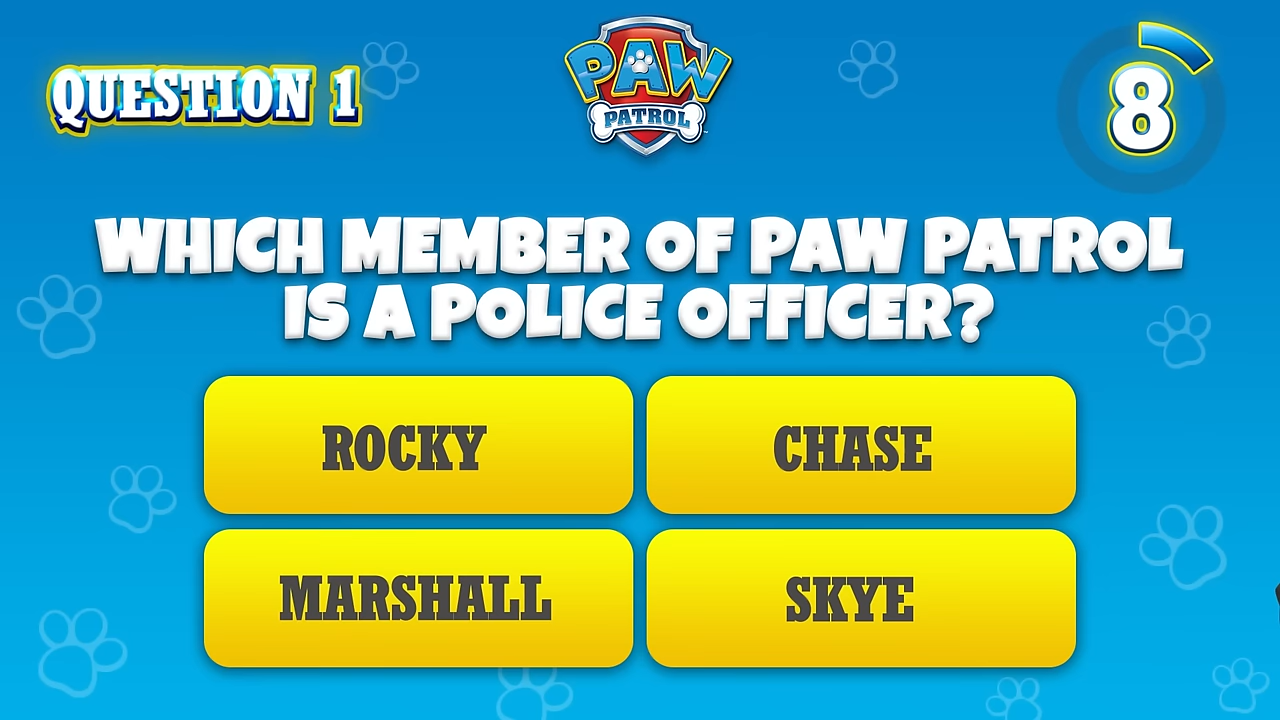 QUESTION 1
PAW
PATROL
8
WHICH MEMBER OF PAW PATROL
IS A POLICE OFFICER?
ROCKY
CHASE
MARSHALL
SKYE